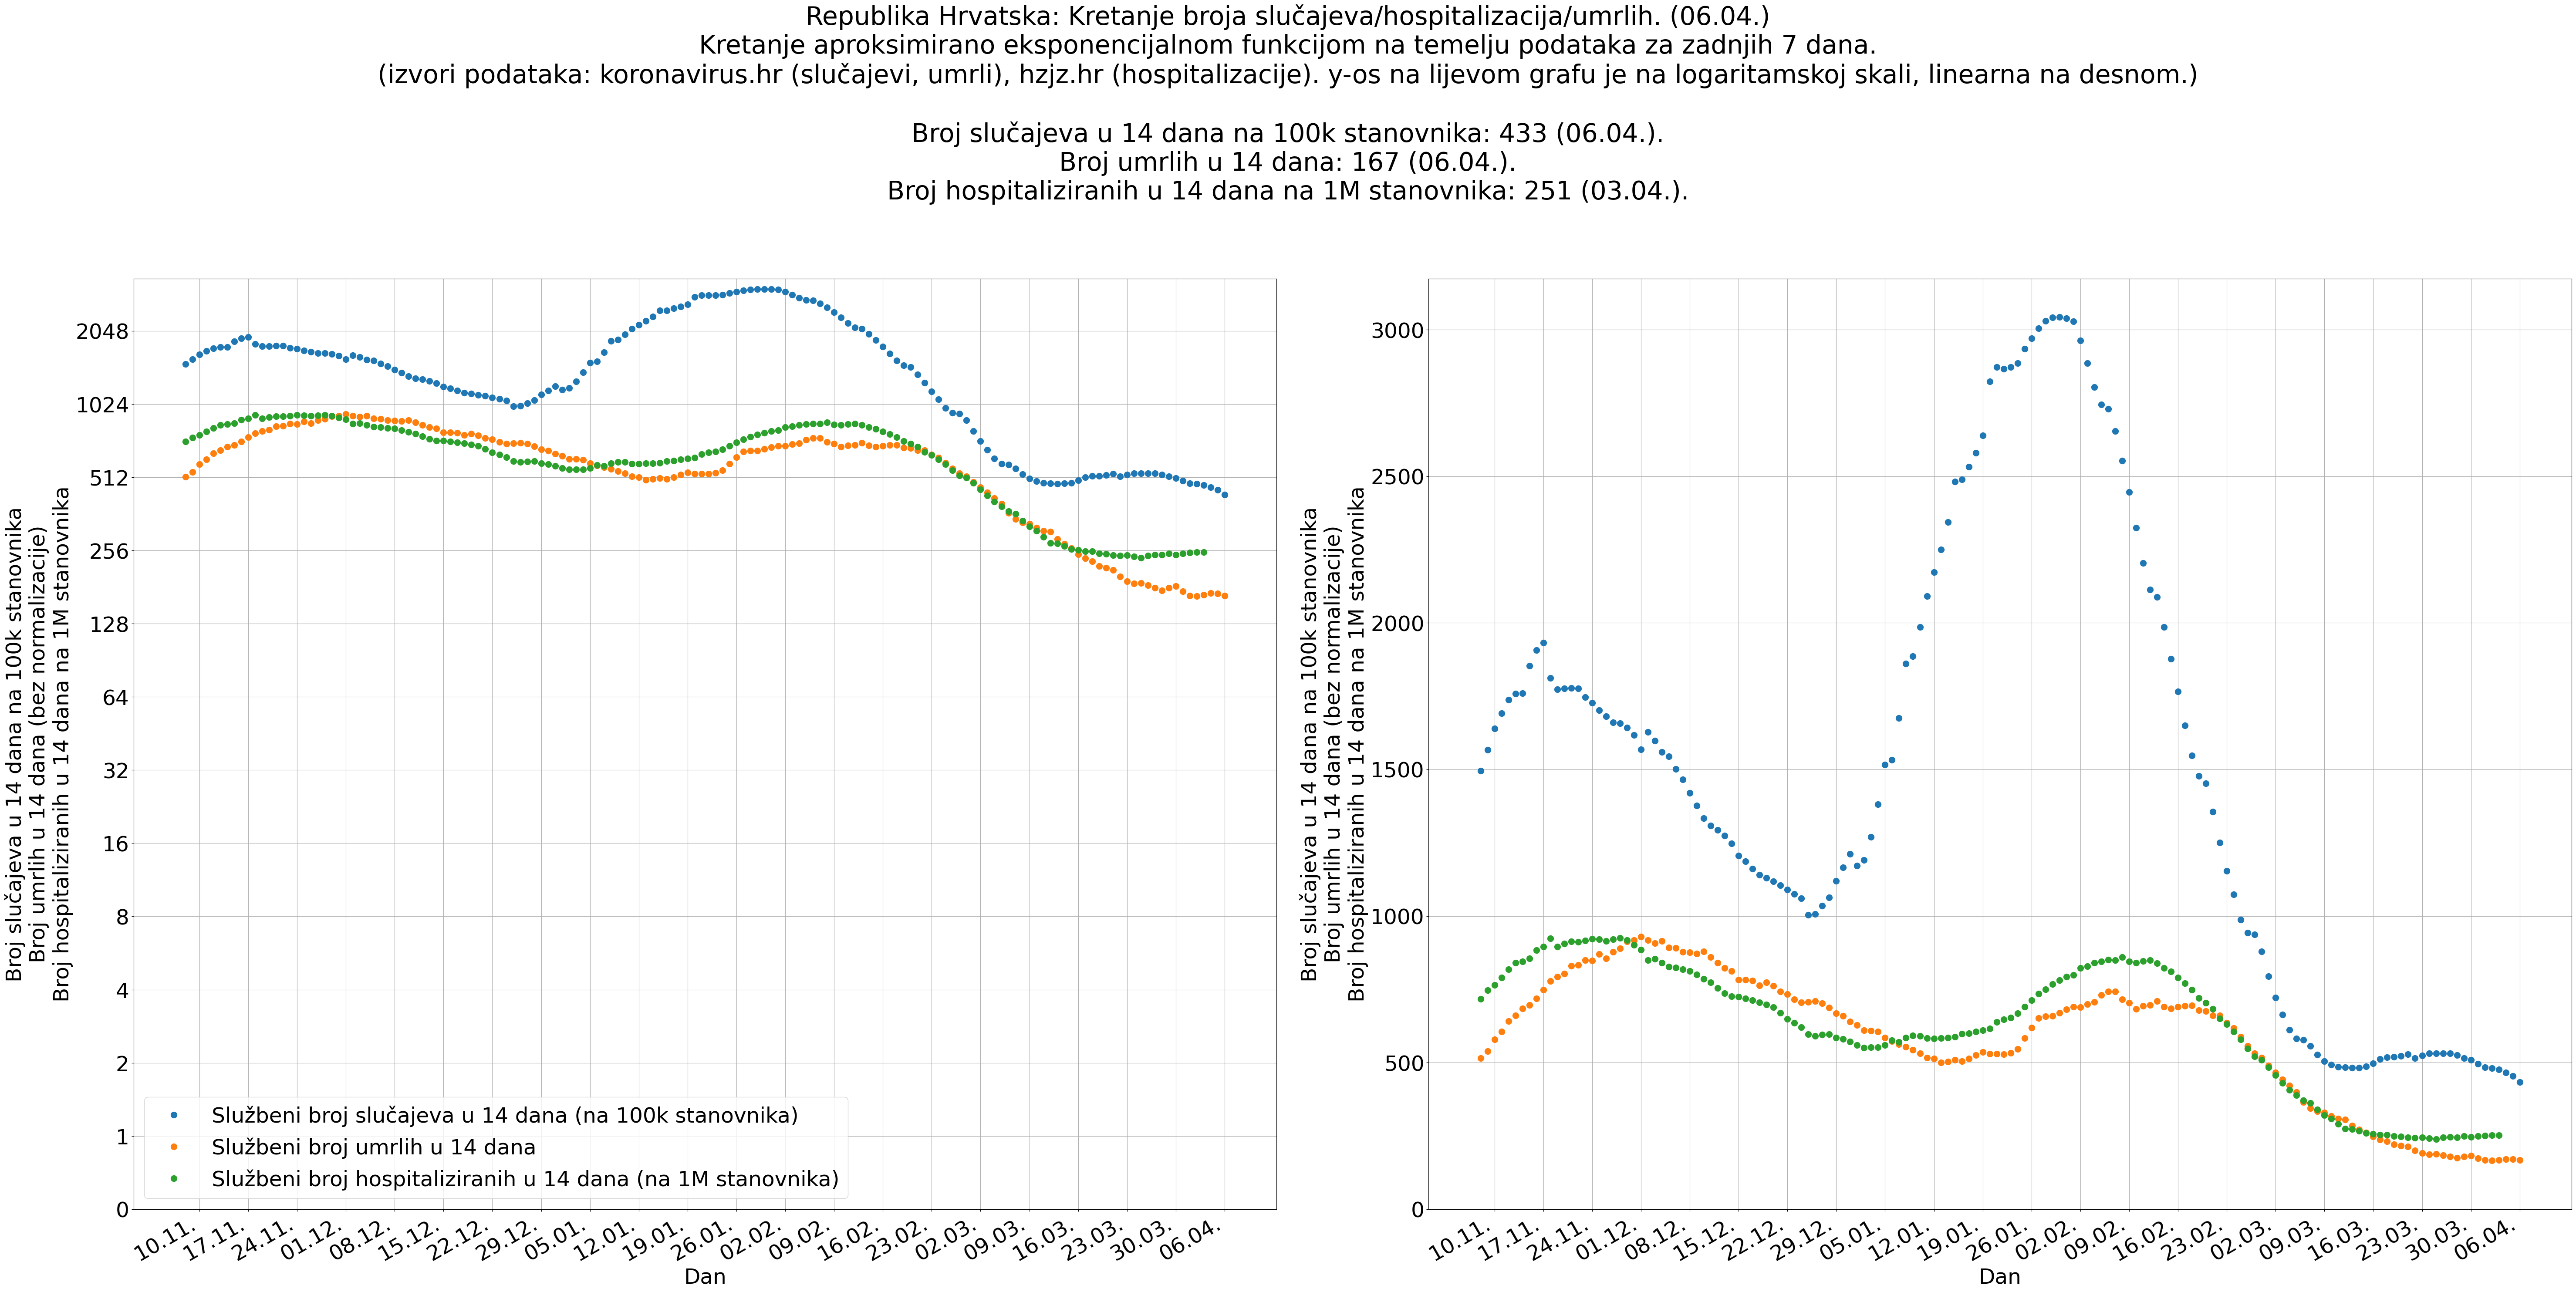 Republika Hrvatska: Kretanje broja slučajeva/hospitalizacija/umrlih. (06.04.)
Kretanje aproksimirano eksponencijalnom funkcijom na temelju podataka za zadnjih 7 dana.
(izvori podataka: koronavirus.hr (slučajevi, umrli), hzjz.hr (hospitalizacije). y-os na lijevom grafu je na logaritamskoj skali, linearna na desnom.)
Broj slučajeva u 14 dana na 100k stanovnika: 433 (06.04.).
Broj umrlih u 14 dana: 167 (06.04.).
Broj hospitaliziranih u 14 dana na 1M stanovnika: 251 (03.04.).
Broj slučajeva u 14 dana na 100k stanovnika
Broj umrlih u 14 dana (bez normalizacije)
Broj hospitaliziranih u 14 dana na 1M stanovnika
2048
1024
512
256
128
64
32
16
8
4
2
1
0
Službeni broj slučajeva u 14 dana (na 100k stanovnika)
Službeni broj umrlih u 14 dana
Službeni broj hospitaliziranih u 14 dana (na 1M stanovnika)
10.11. 17.11. 24.11. 01.12. 08.12. 15.12. 22.12. 29.12. 05.01. 12.01. 19.01. 26.01. 02.02. 09.02. 16.02. 23.02. 02.03. 09.03. 16.03. 23.03. 30.03. 06.04.
Dan
Broj slučajeva u 14 dana na 100k stanovnika
Broj umrlih u 14 dana (bez normalizacije)
Broj hospitaliziranih u 14 dana na 1M stanovnika
3000
2500
2000
1500
1000
500
0
10.11. 17.11. 24.11. 01.12. 08.12. 15.12. 22.12. 29.12. 05.01. 12.01. 19.01. 26.01. 02.02. 09.02. 16.02. 23.02. 02.03. 09.03. 16.03. 23.03. 30.03. 06.04.
Dan